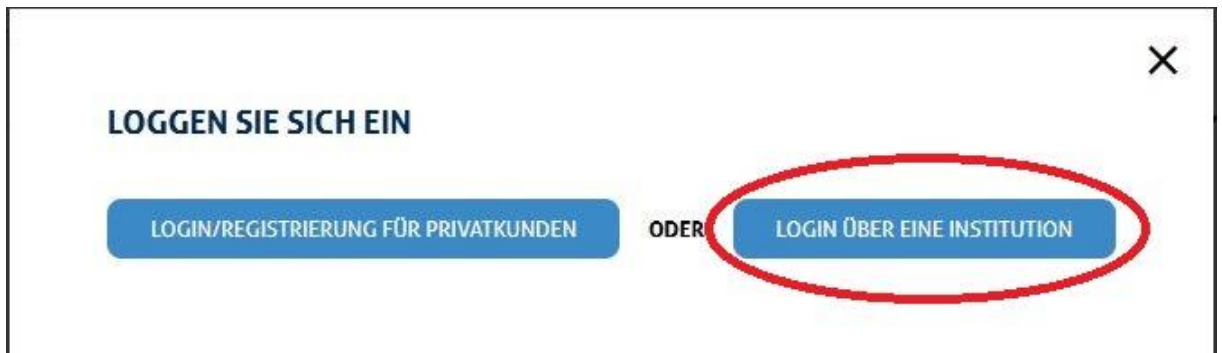 LOGGEN SIE SICH EIN
LOGIN/REGISTRIERUNG FÜR PRIVATKUNDEN ODER LOGIN ÜBER EINE INSTITUTION